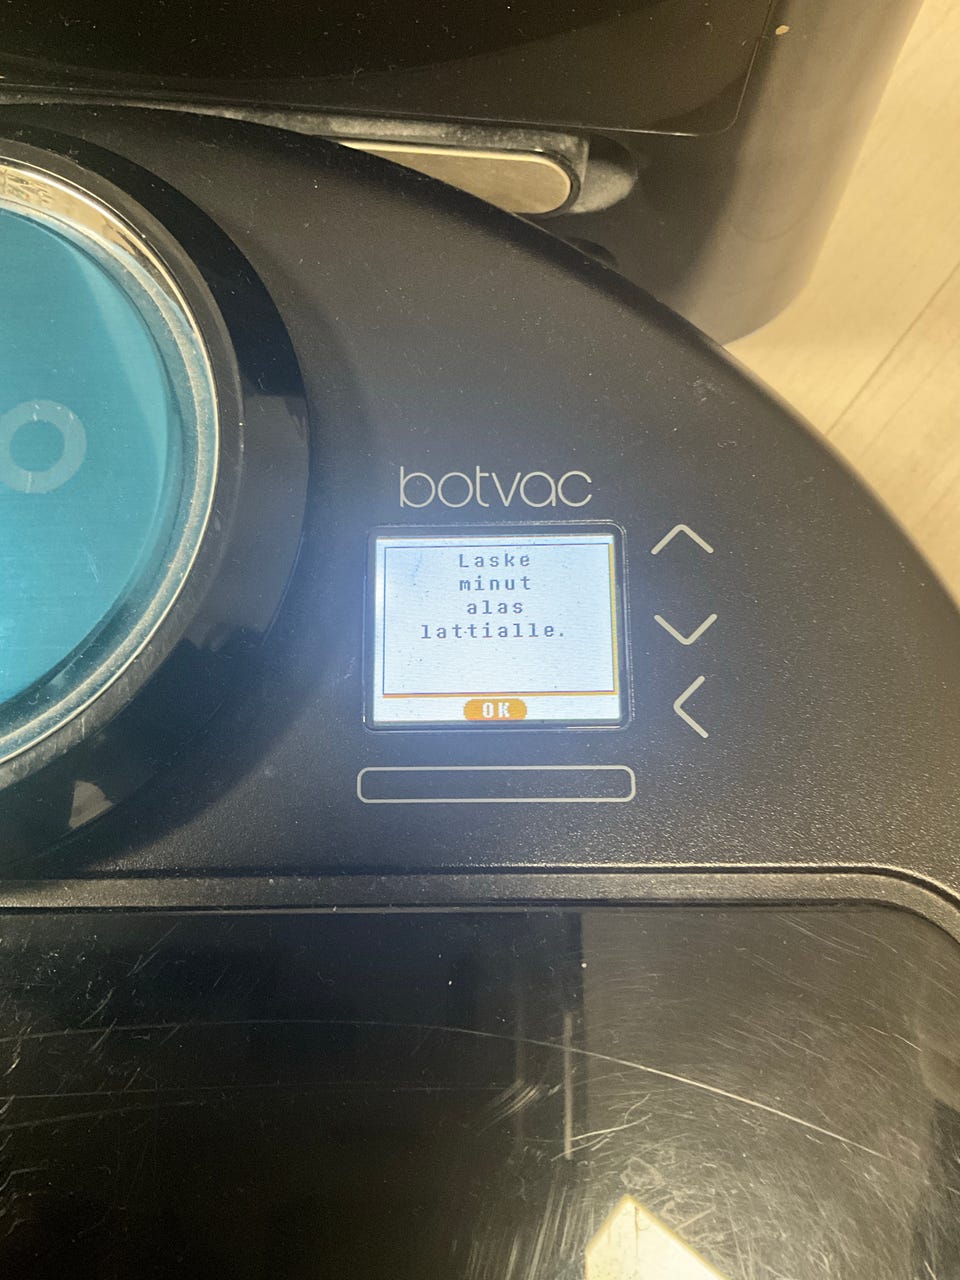 botvac
Laske
minut
alas
lattialle.
OK